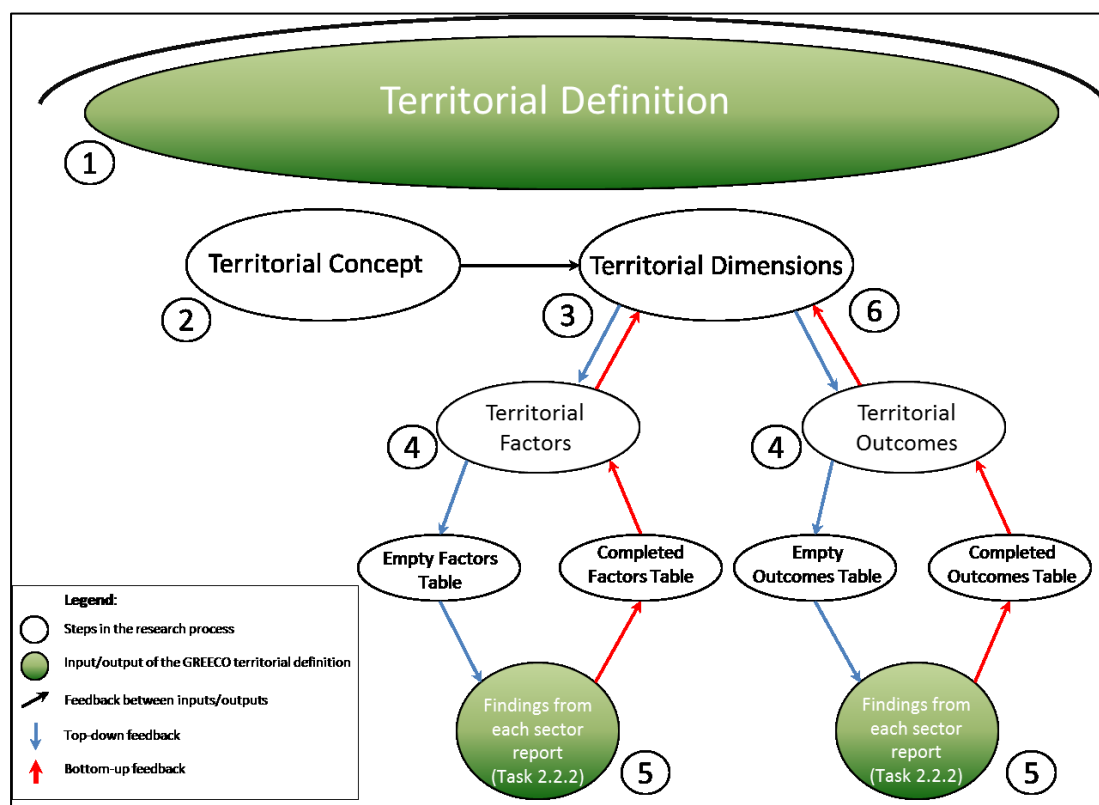 Territorial Definition
1
Territorial Concept
Territorial Dimensions
2
3
6
Territorial
Factors
Territorial
Outcomes
4
4
Empty Factors
Table
Completed
Factors Table
Empty
Outcomes Table
Completed
Outcomes Table
Legend:
Steps in the research process
Input/output of the GREECO territorial definition
Feedback between inputs/outputs
Top-down feedback
Bottom-up feedback
Findings from
each sector
report
(Task 2.2.2)
5
Findings from
each sector
report
(Task 2.2.2)
5